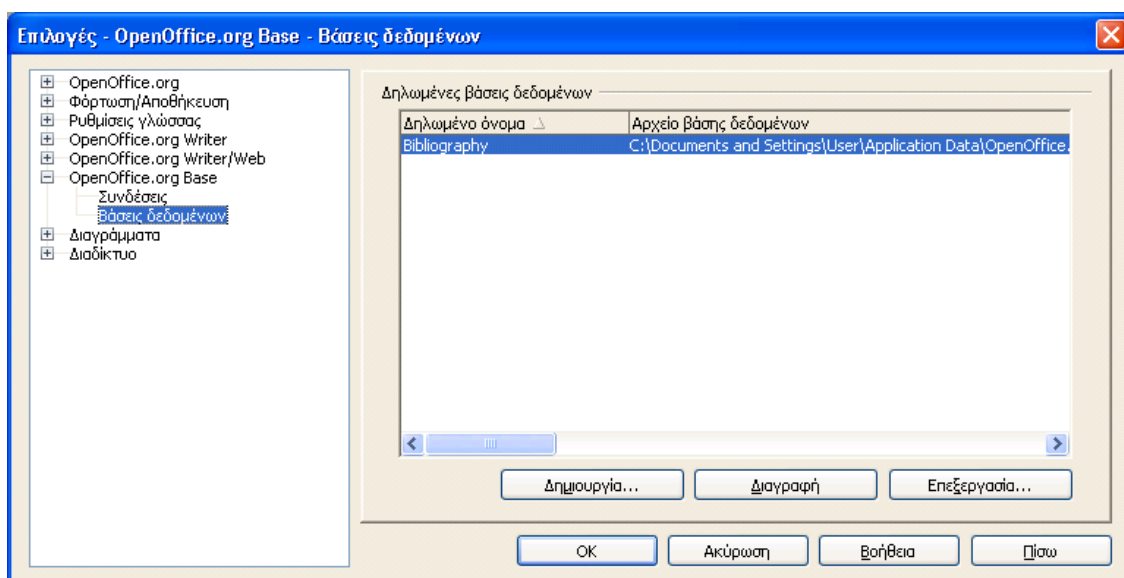 Επιλογές - OpenOffice.org Base - Βάσεις δεδομένων
OpenOffice.org
Φόρτωση/Αποθήκευση
Ρυθμίσεις γλώσσας
OpenOffice.org Writer
OpenOffice.org Writer/Web
OpenOffice.org Base
Συνδέσεις
Βάσεις δεδομένων
Διαγράμματα
Διαδίκτυο
Δηλωμένες βάσεις δεδομένων
Δηλωμένο όνομα Αρχείο βάσης δεδομένων
Bibliography C:\Documents and Settings\User\Application Data\OpenOffice.
Δημιουργία... Διαγραφή Επεξεργασία...
OK Ακύρωση Βοήθεια Πίσω